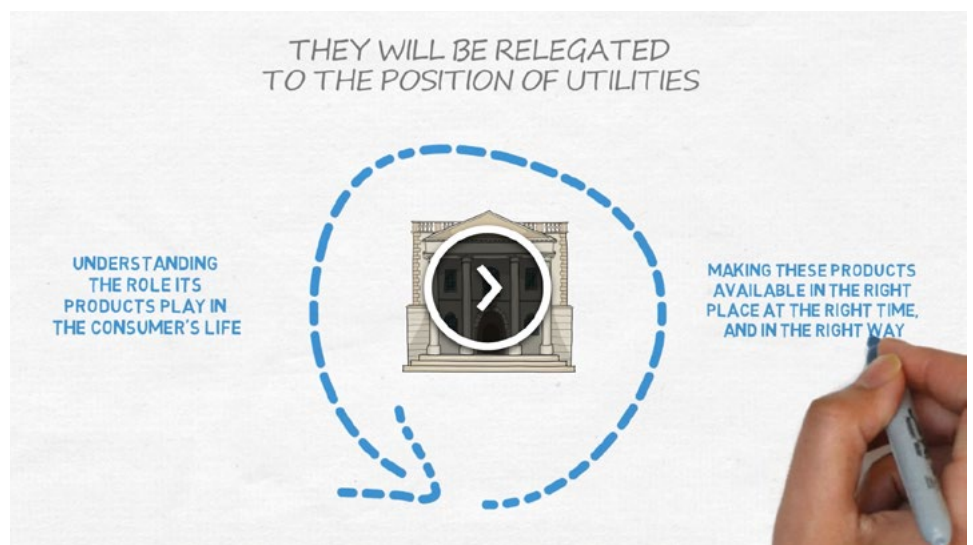 THEY WILL BE RELEGATED
TO THE POSITION OF UTILITIES
UNDERSTANDING
THE ROLE ITS
PRODUCTS PLAY IN
THE CONSUMER'S LIFE
MAKING THESE PRODUCTS
AVAILABLE IN THE RIGHT
PLACE AT THE RIGHT TIME,
AND IN THE RIGHT WAY